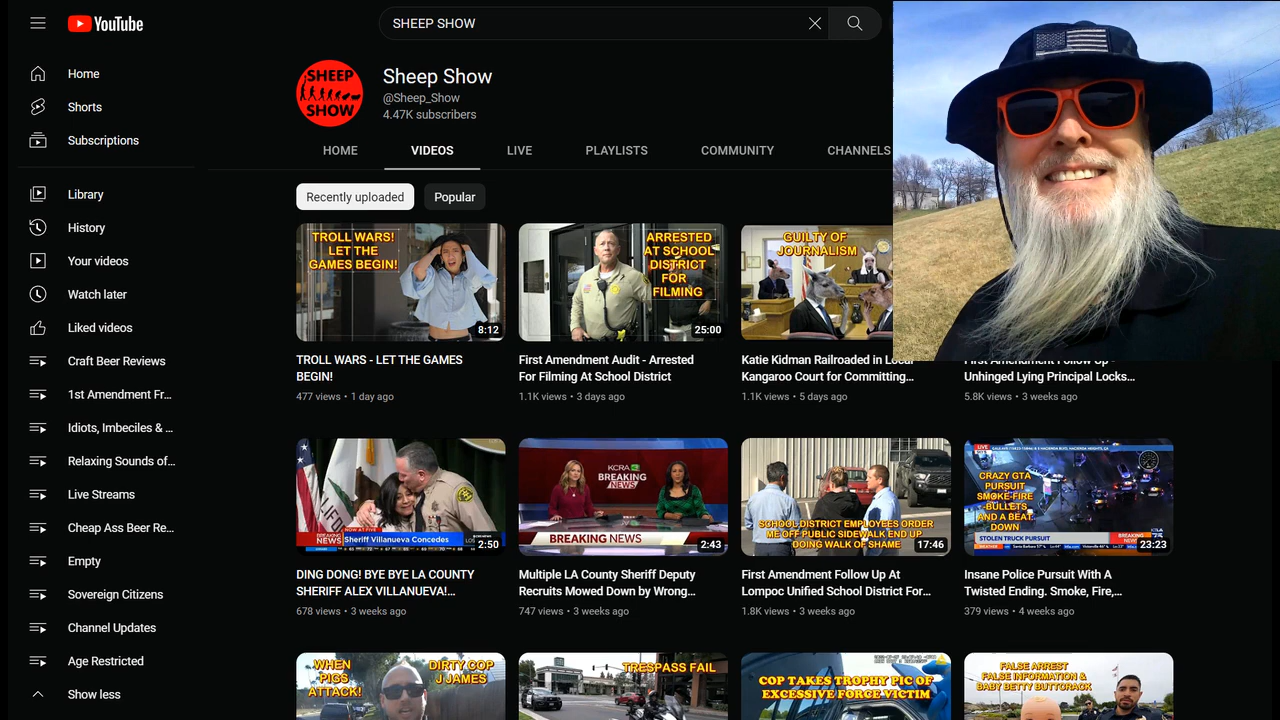 YouTube
SHEEP SHOW
Home
Shorts
Subscriptions
Library
History
Your videos
Watch later
Liked videos
Craft Beer Reviews
1st Amendment Fr...
Idiots, Imbeciles & ...
Relaxing Sounds of...
Live Streams
Cheap Ass Beer Re...
Empty
Sovereign Citizens
Channel Updates
Age Restricted
Show less
SHEEP
SHOW
Sheep Show
@Sheep_Show
4.47K subscribers
HOME
VIDEOS
LIVE
PLAYLISTS
COMMUNITY
CHANNELS
Recently uploaded
Popular
TROLL WARS!
LET THE
GAMES BEGIN!
8:12
TROLL WARS - LET THE GAMES
BEGIN!
477 views • 1 day ago
ARRESTED
AT SCHOOL
DISTRICT
FOR
FILMING
25:00
First Amendment Audit - Arrested
For Filming At School District
1.1K views • 3 days ago
GUILTY OF
JOURNALISM
Katie Kidman Railroaded in Local
Kangaroo Court for Committing...
1.1K views • 5 days ago
First Amendment Follow Up -
Unhinged Lying Principal Locks...
5.8K views • 3 weeks ago
NOW AT FIVE
BREAKING
NEWS
Sheriff Villanueva Concedes
2:50
DING DONG! BYE BYE LA COUNTY
SHERIFF ALEX VILLANUEVA!...
678 views • 3 weeks ago
KCRA
BREAKING
NEWS
BREAKING NEWS
2:43
Multiple LA County Sheriff Deputy
Recruits Mowed Down by Wrong...
747 views • 3 weeks ago
SCHOOL DISTRICT EMPLOYEES ORDER
ME OFF PUBLIC SIDEWALK END UP
DOING WALK OF SHAME
17:46
First Amendment Follow Up At
Lompoc Unified School District For...
1.8K views • 3 weeks ago
LIVE
CRAZY GTA
PURSUIT
SMOKE-FIRE
-BULLETS
AND A BEAT
DOWN
STOLEN TRUCK PURSUIT
BREAKING
23:23
Insane Police Pursuit With A
Twisted Ending. Smoke, Fire,...
379 views • 4 weeks ago
WHEN
PIGS
ATTACK!
DIRTY COP
J JAMES
TRESPASS FAIL
COP TAKES TROPHY PIC OF
EXCESSIVE FORCE VICTIM
FALSE ARREST
FALSE INFORMATION &
BABY BETTY BUTTCRACK